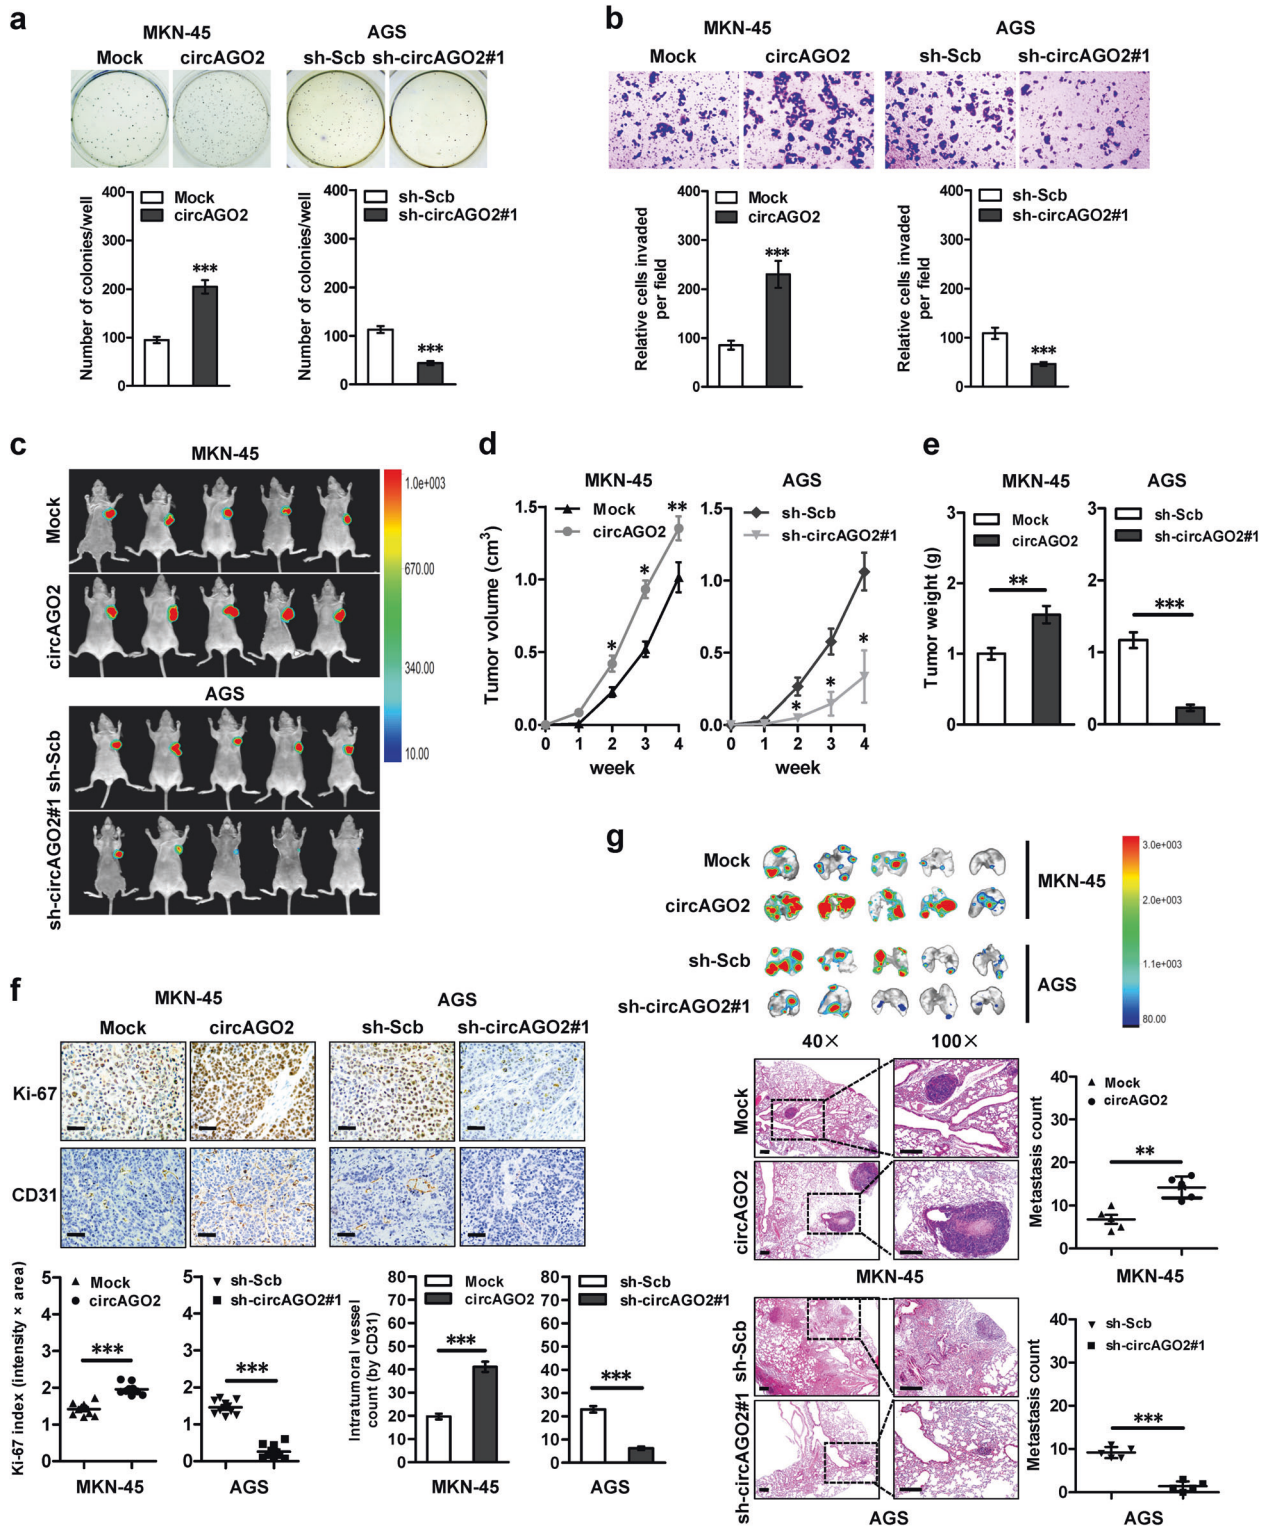 a
MKN-45
AGS
Mock
circAGO2
sh-Scb
sh-circAGO2#1
Number of colonies/well
400
300
200
100
0
Mock
circAGO2
***
Number of colonies/well
400
300
200
100
0
sh-Scb
sh-circAGO2#1
***
b
MKN-45
AGS
Mock
circAGO2
sh-Scb
sh-circAGO2#1
Relative cells invaded
per field
400
300
200
100
0
Mock
circAGO2
***
Relative cells invaded
per field
400
300
200
100
0
sh-Scb
sh-circAGO2#1
***
c
MKN-45
Mock
circAGO2
AGS
sh-Scb
sh-circAGO2#1
1.0e+003
670.00
340.00
10.00
d
MKN-45
Tumor volume (cm3)
1.5
1.0
0.5
0.0
Mock
circAGO2
*
*
**
0 1 2 3 4
week
AGS
1.5
1.0
0.5
0.0
sh-Scb
sh-circAGO2#1
*
*
*
0 1 2 3 4
week
e
MKN-45
Tumor weight (g)
3
2
1
0
Mock
circAGO2
**
AGS
3
2
1
0
sh-Scb
sh-circAGO2#1
***
f
MKN-45
AGS
Mock
circAGO2
sh-Scb
sh-circAGO2#1
Ki-67
CD31
Ki-67 index (intensity × area)
5
4
3
2
1
0
Mock
circAGO2
***
MKN-45
5
4
3
2
1
0
sh-Scb
sh-circAGO2#1
***
AGS
Intratumoral vessel
count (by CD31)
80
70
60
50
40
30
20
10
0
Mock
circAGO2
***
MKN-45
80
70
60
50
40
30
20
10
0
sh-Scb
sh-circAGO2#1
***
AGS
g
Mock
circAGO2
MKN-45
sh-Scb
sh-circAGO2#1
AGS
3.0e+003
2.0e+003
1.1e+003
80.00
40×
100×
Mock
circAGO2
MKN-45
Metastasis count
40
30
20
10
0
Mock
circAGO2
**
MKN-45
sh-Scb
sh-circAGO2#1
AGS
Metastasis count
40
30
20
10
0
sh-Scb
sh-circAGO2#1
***
AGS